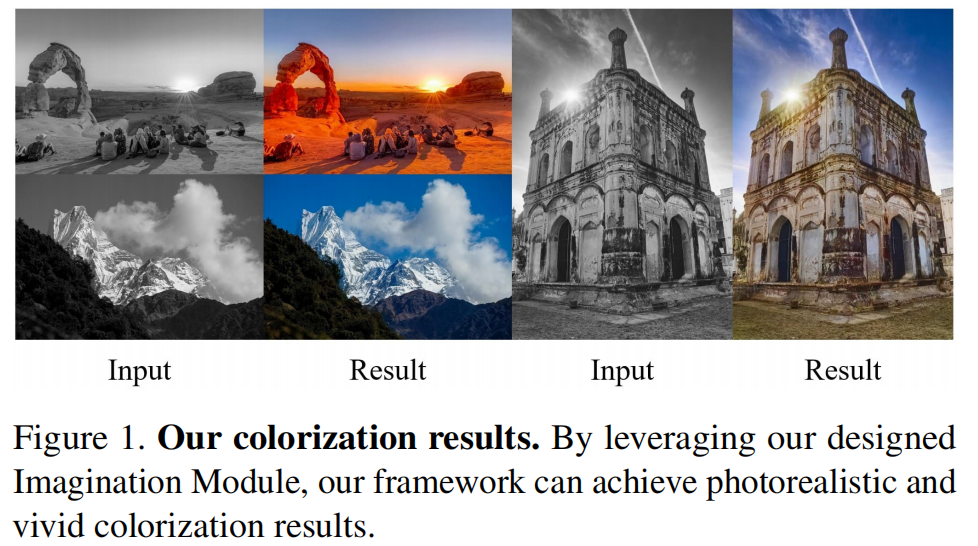 Input Result Input Result
Figure 1. Our colorization results. By leveraging our designed
Imagination Module, our framework can achieve photorealistic and
vivid colorization results.